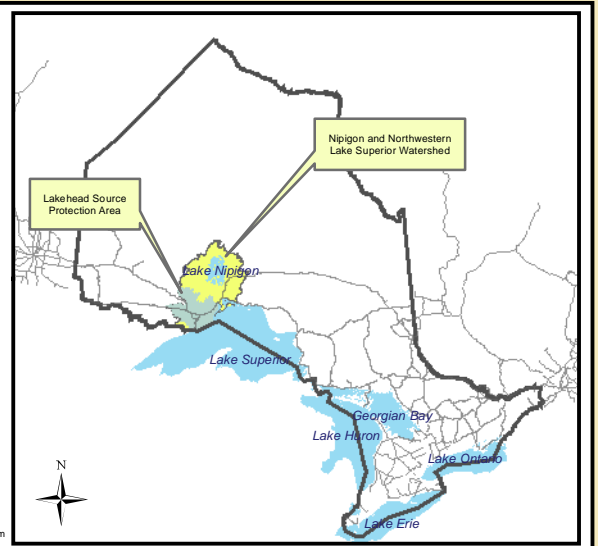 Nipigon and Northwestern
Lake Superior Watershed
Lakehead Source
Protection Area
Lake Nipigon
Lake Superior
Georgian Bay
Lake Huron
Lake Ontario
Lake Erie
N
m